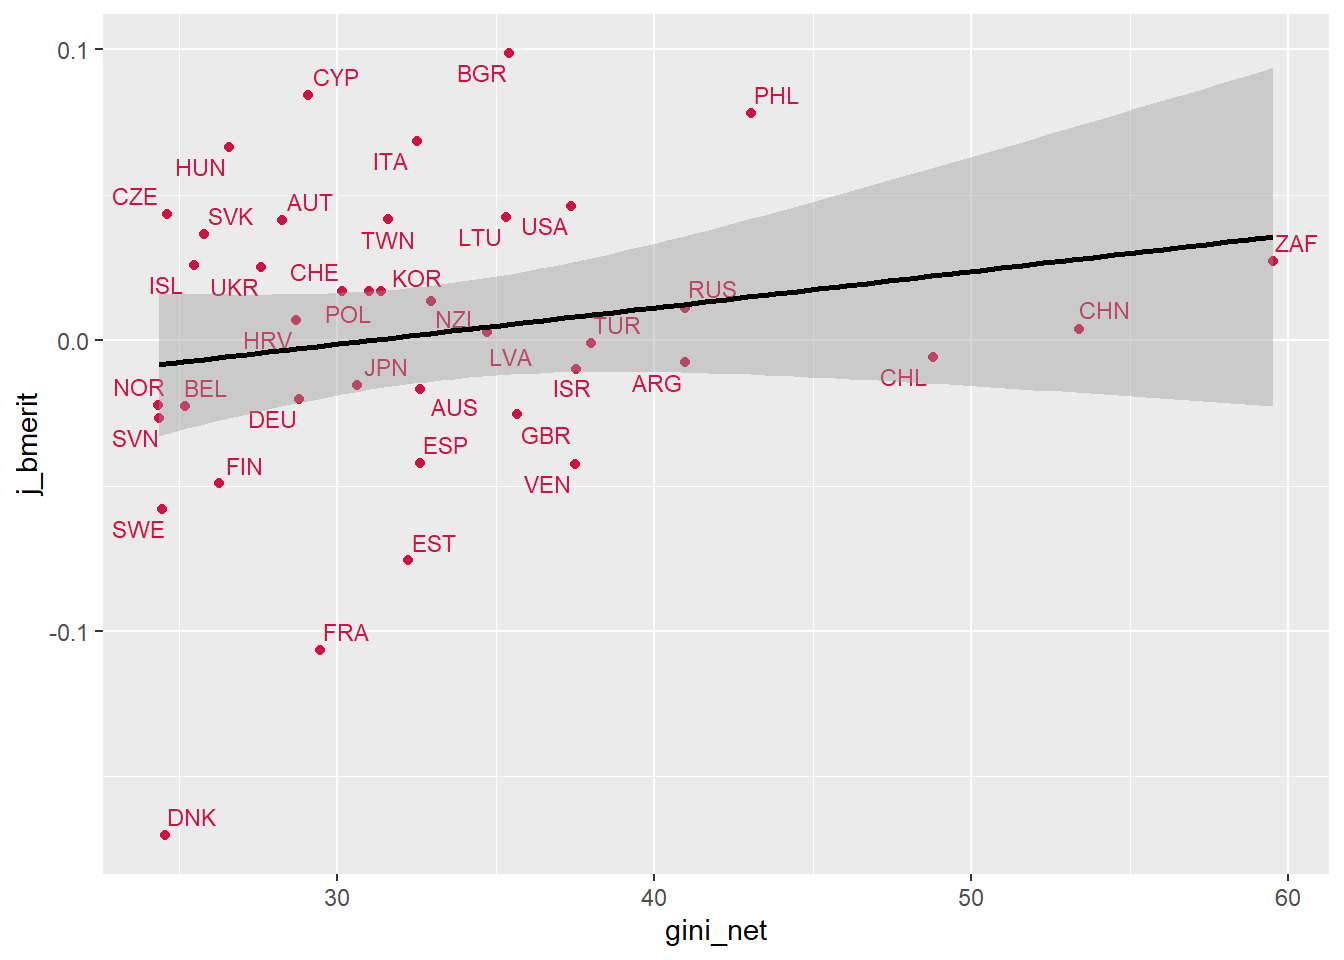 0.1
BGR
CYP
PHL
ITA
HUN
CZE
AUT
SVK
USA
LTU
TWN
ZAF
CHE
KOR
ISL
UKR
RUS
CHN
POL
NZL
TUR
0.0
HRV
LVA
JPN
CHL
ARG
ISR
NOR
BEL
AUS
DEU
GBR
SVN
ESP
FIN
VEN
j_bmerit
SWE
EST
-0.1
FRA
DNK
30
40
50
60
gini_net